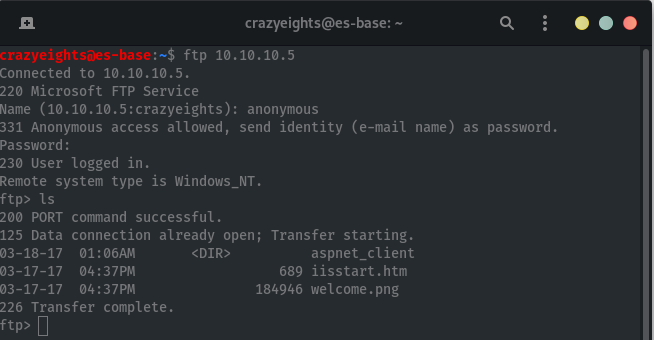 crazyeights@es-base: ~
crazyeights@es-base:~$ ftp 10.10.10.5
Connected to 10.10.10.5.
220 Microsoft FTP Service
Name (10.10.10.5:crazyeights): anonymous
331 Anonymous access allowed, send identity (e-mail name) as password.
Password:
230 User logged in.
Remote system type is Windows_NT.
ftp> ls
200 PORT command successful.
125 Data connection already open; Transfer starting.
03-18-17  01:06AM       <DIR>          aspnet_client
03-17-17  04:37PM                  689 iisstart.htm
03-17-17  04:37PM               184946 welcome.png
226 Transfer complete.
ftp>